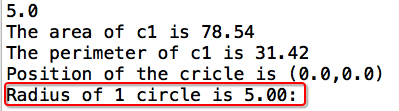 5.0
The area of c1 is 78.54
The perimeter of c1 is 31.42
Position of the cricle is (0.0,0.0)
Radius of 1 circle is 5.00: